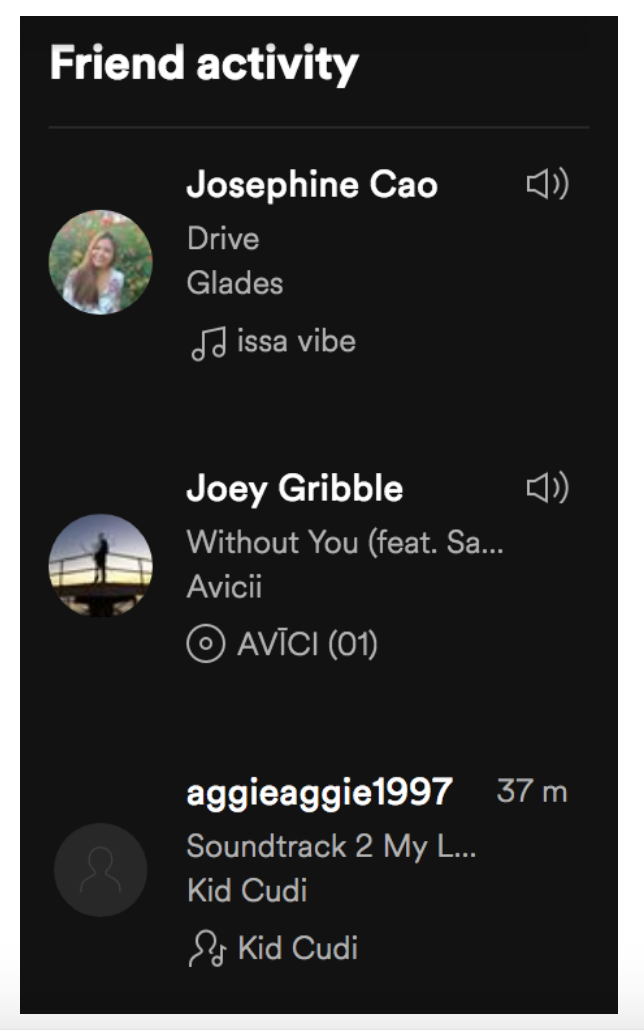 Friend activity
Josephine Cao
Drive
Glades
issa vibe
Joey Gribble
Without You (feat. Sa...
Avicii
AVĪCI (01)
aggieaggie1997 37 m
Soundtrack 2 My L...
Kid Cudi
Kid Cudi